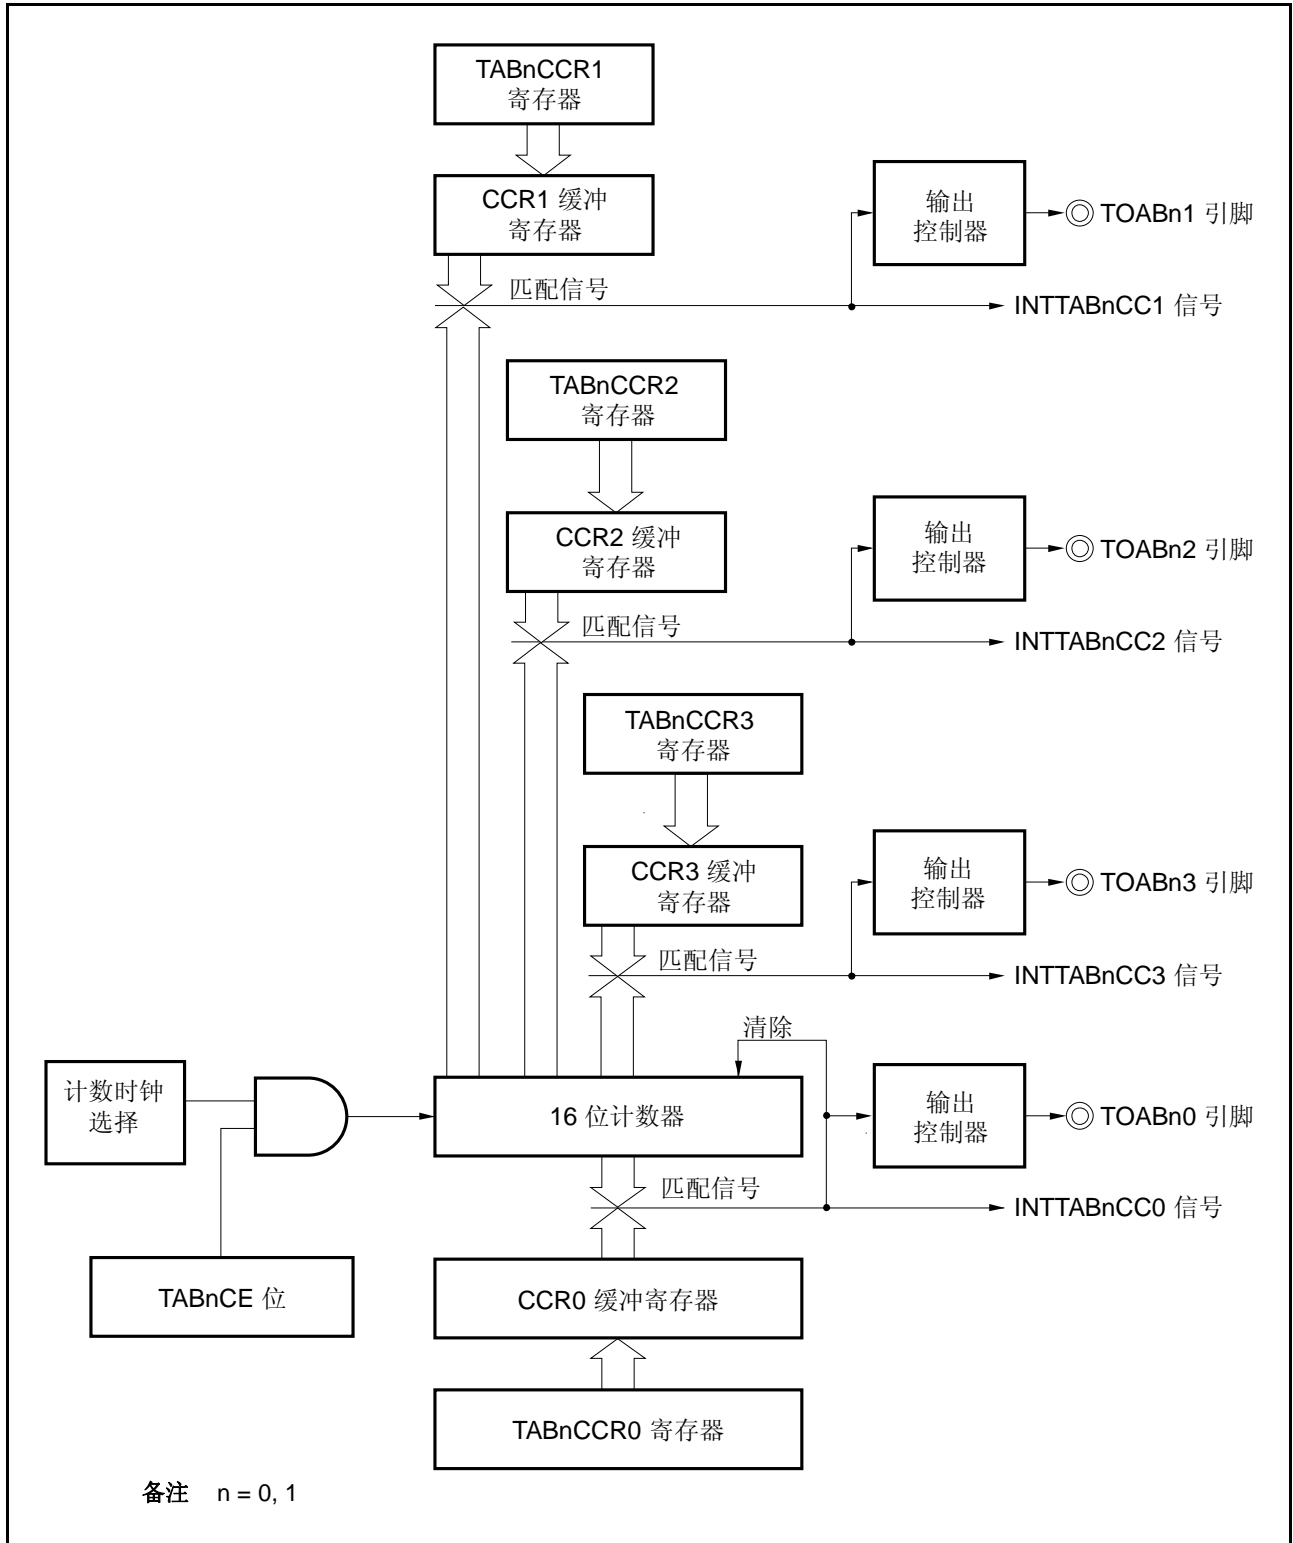 TABnCCR1
寄存器
CCR1 缓冲
寄存器
输出
控制器
TOABn1 引脚
匹配信号
INTTABnCC1 信号
TABnCCR2
寄存器
CCR2 缓冲
寄存器
输出
控制器
TOABn2 引脚
匹配信号
INTTABnCC2 信号
TABnCCR3
寄存器
CCR3 缓冲
寄存器
输出
控制器
TOABn3 引脚
匹配信号
INTTABnCC3 信号
清除
计数时钟
选择
16 位计数器
输出
控制器
TOABn0 引脚
匹配信号
INTTABnCC0 信号
TABnCE 位
CCR0 缓冲寄存器
TABnCCR0 寄存器
备注 n = 0, 1